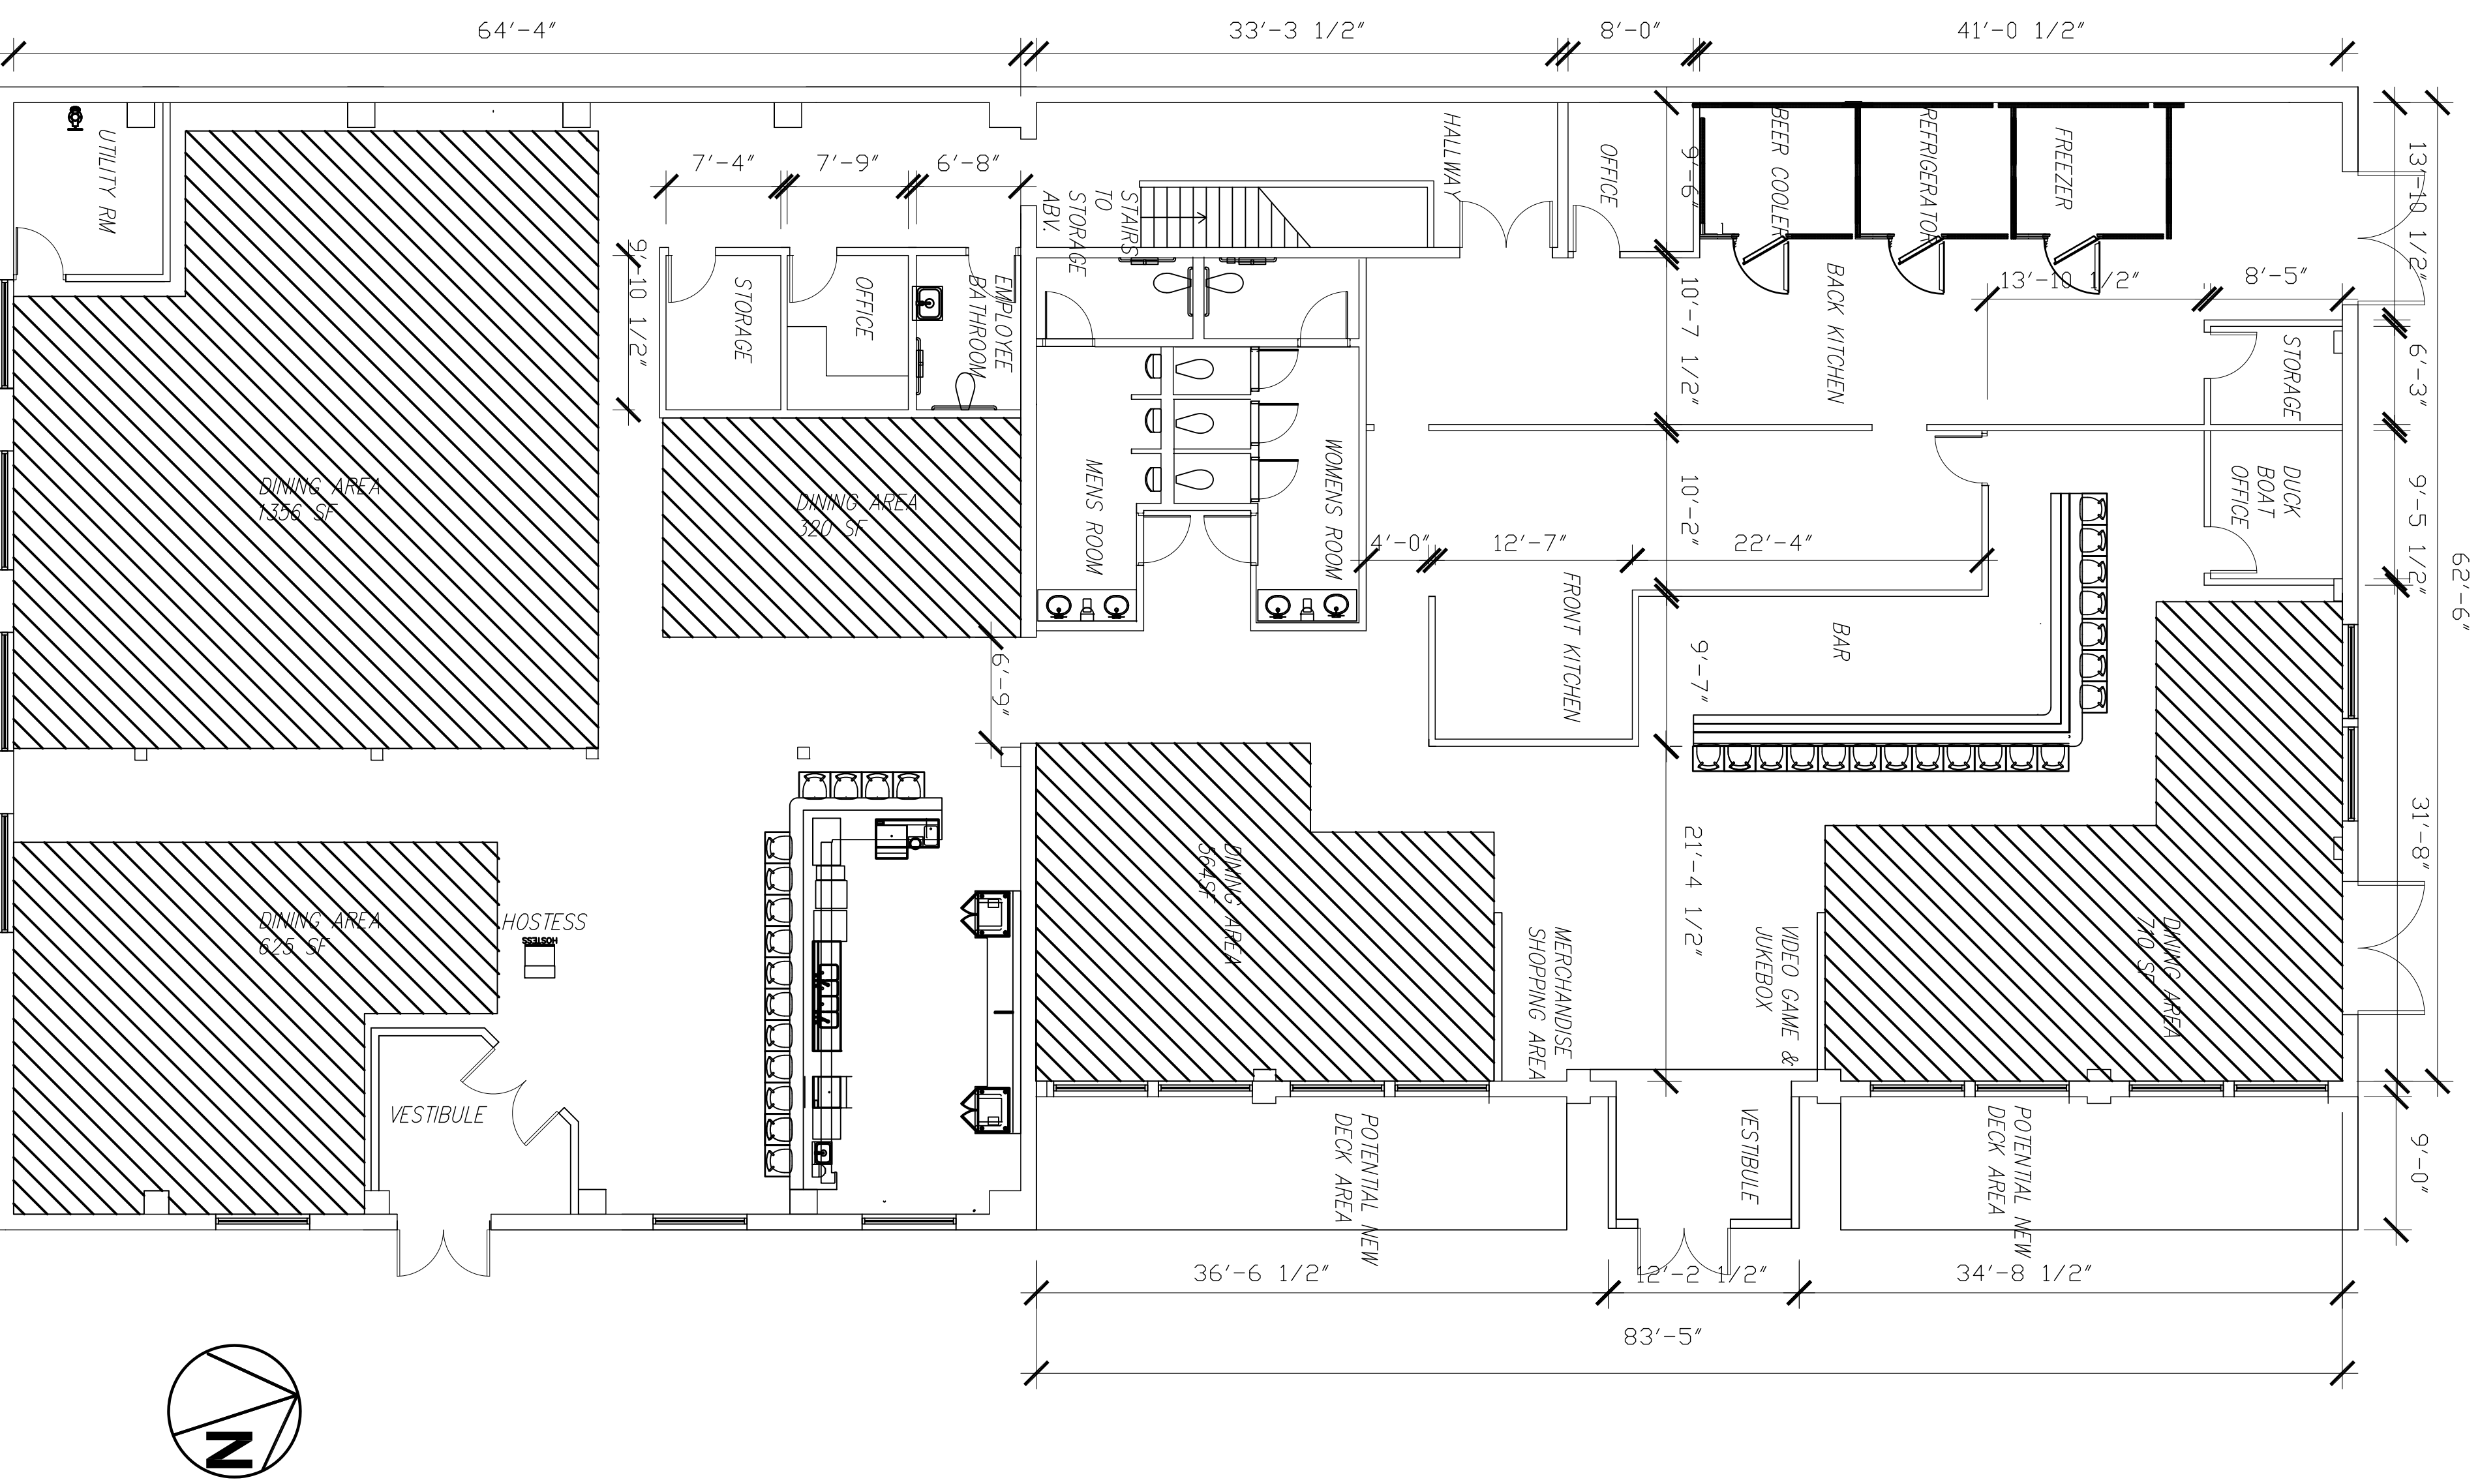 64'-4"
33'-3 1/2"
8'-0"
41'-0 1/2"
UTILITY RM
7'-4"
7'-9"
6'-8"
9'-10 1/2"
STORAGE
OFFICE
EMPLOYEE
BATHROOM
STAIRS
TO
STORAGE
ABV.
HALLWAY
OFFICE
9'-6"
BEER COOLER
REFRIGERATOR
FREEZER
13'-10 1/2"
BACK KITCHEN
13'-10 1/2"
8'-5"
10'-7 1/2"
STORAGE
6'-3"
DINING AREA
1356 SF
DINING AREA
320 SF
MENS ROOM
WOMENS ROOM
4'-0"
12'-7"
22'-4"
10'-2"
DUCK
BOAT
OFFICE
9'-5 1/2"
62'-6"
FRONT KITCHEN
BAR
6'-9"
9'-7"
31'-8"
21'-4 1/2"
DINING AREA
625 SF
HOSTESS
HOSTESS
DINING AREA
564SF
MERCHANDISE
SHOPPING AREA
VIDEO GAME &
JUKEBOX
DINING AREA
710 SF
VESTIBULE
POTENTIAL NEW
DECK AREA
VESTIBULE
POTENTIAL NEW
DECK AREA
9'-0"
36'-6 1/2"
12'-2 1/2"
34'-8 1/2"
83'-5"
N